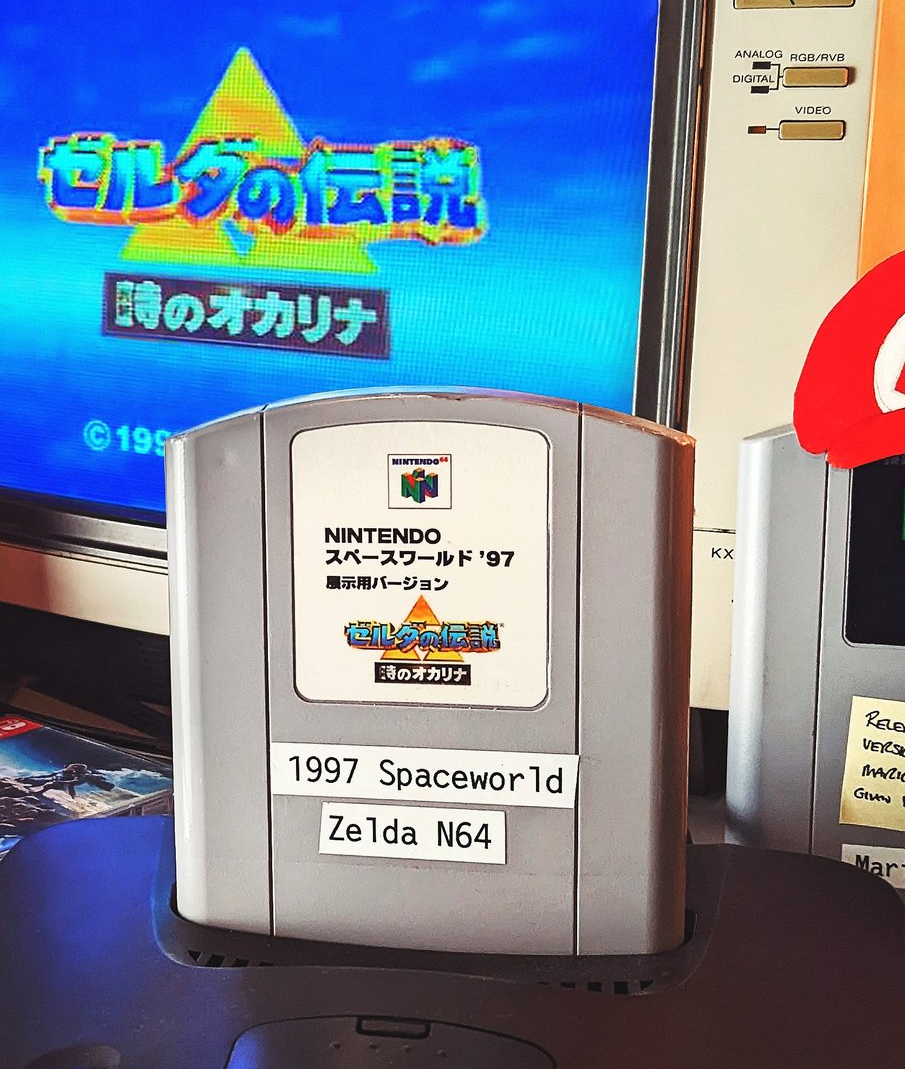 ゼルダの伝説
時のオカリナ
©199
ANALOG
RGB/RVB
DIGITAL
VIDEO
NINTENDO64
NINTENDO
スペースワールド '97
展示用バージョン
ゼルダの伝説
時のオカリナ
1997 Spaceworld
Zelda N64
KX